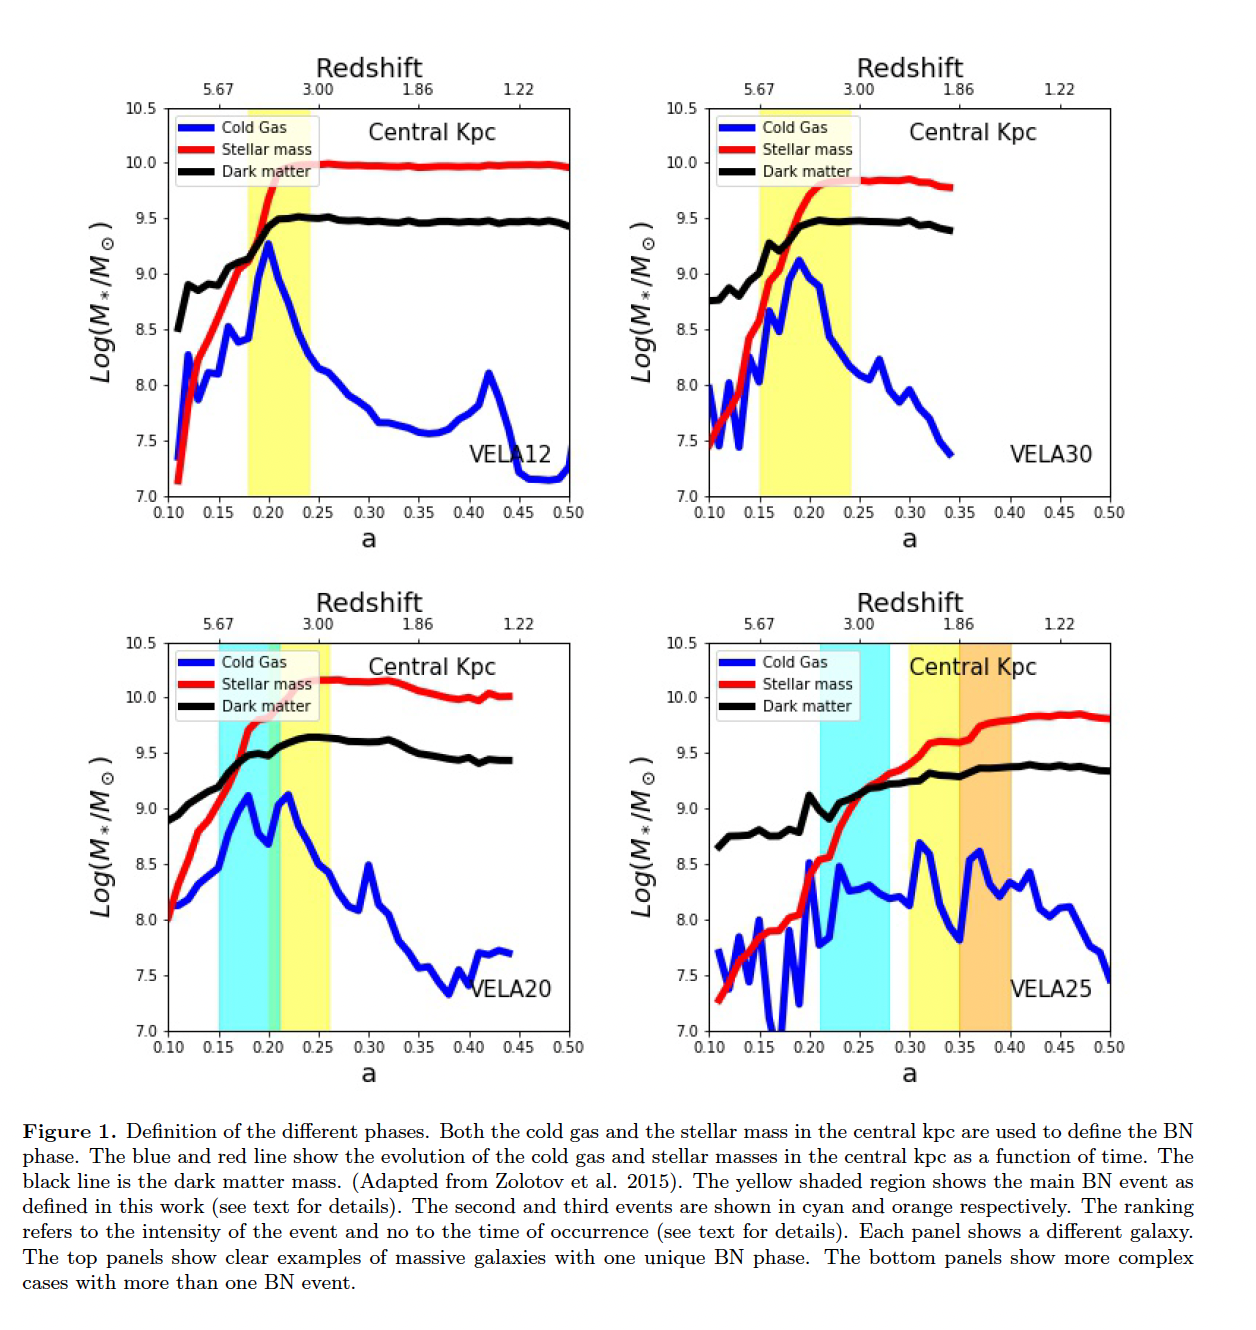 Redshift
5.67 3.00 1.86 1.22
10.5
10.0
9.5
9.0
8.5
8.0
7.5
7.0
Log(M∗/M⊙)
Cold Gas
Stellar mass
Dark matter
Central Kpc
VELA12
0.10 0.15 0.20 0.25 0.30 0.35 0.40 0.45 0.50
a
Redshift
5.67 3.00 1.86 1.22
10.5
10.0
9.5
9.0
8.5
8.0
7.5
7.0
Log(M∗/M⊙)
Cold Gas
Stellar mass
Dark matter
Central Kpc
VELA30
0.10 0.15 0.20 0.25 0.30 0.35 0.40 0.45 0.50
a
Redshift
5.67 3.00 1.86 1.22
10.5
10.0
9.5
9.0
8.5
8.0
7.5
7.0
Log(M∗/M⊙)
Cold Gas
Stellar mass
Dark matter
Central Kpc
VELA20
0.10 0.15 0.20 0.25 0.30 0.35 0.40 0.45 0.50
a
Redshift
5.67 3.00 1.86 1.22
10.5
10.0
9.5
9.0
8.5
8.0
7.5
7.0
Log(M∗/M⊙)
Cold Gas
Stellar mass
Dark matter
Central Kpc
VELA25
0.10 0.15 0.20 0.25 0.30 0.35 0.40 0.45 0.50
a
Figure 1. Definition of the different phases. Both the cold gas and the stellar mass in the central kpc are used to define the BN
phase. The blue and red line show the evolution of the cold gas and stellar masses in the central kpc as a function of time. The
black line is the dark matter mass. (Adapted from Zolotov et al. 2015). The yellow shaded region shows the main BN event as
defined in this work (see text for details). The second and third events are shown in cyan and orange respectively. The ranking
refers to the intensity of the event and no to the time of occurrence (see text for details). Each panel shows a different galaxy.
The top panels show clear examples of massive galaxies with one unique BN phase. The bottom panels show more complex
cases with more than one BN event.